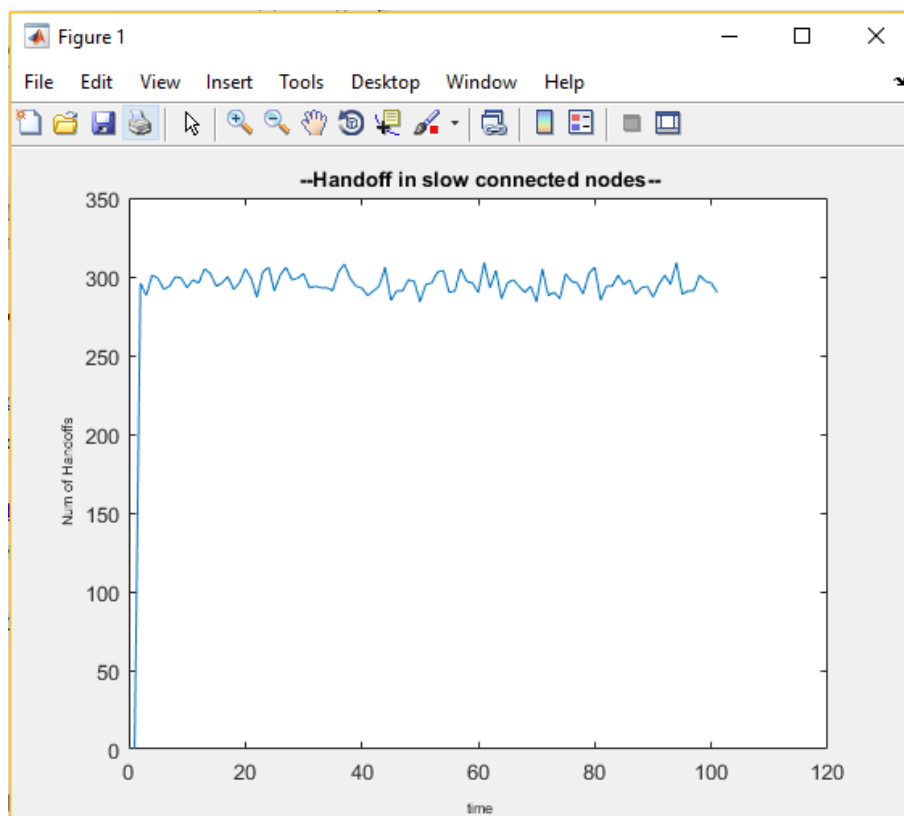 Figure 1
File Edit View Insert Tools Desktop Window Help
--Handoff in slow connected nodes--
350
300
250
200
150
100
50
0
Num of Handoffs
0 20 40 60 80 100 120
time